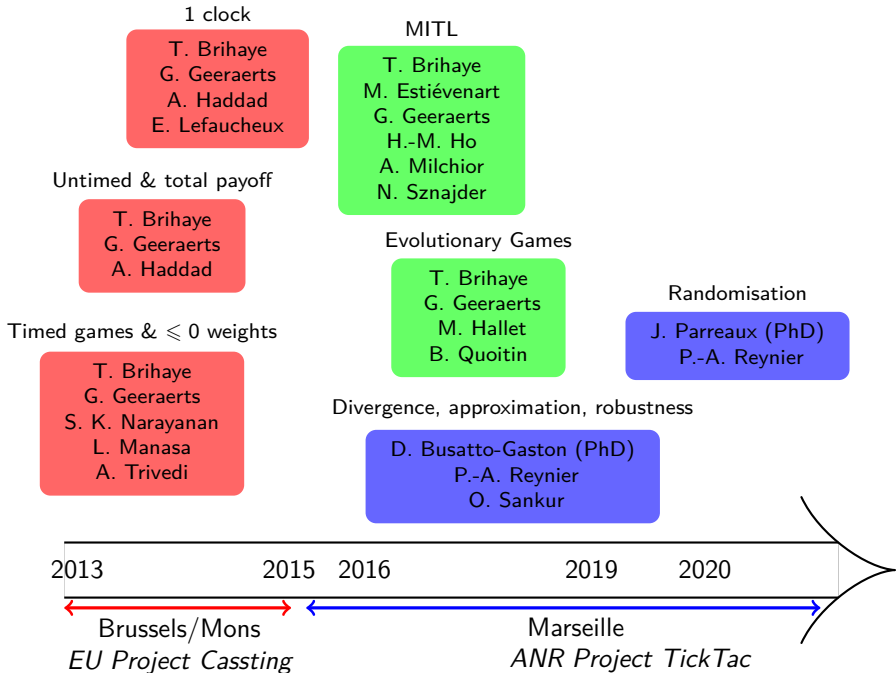 1 clock
T. Brihaye
G. Geeraerts
A. Haddad
E. Lefaucheux
MITL
T. Brihaye
M. Estiévenart
G. Geeraerts
H.-M. Ho
A. Milchior
N. Sznajder
Untimed & total payoff
T. Brihaye
G. Geeraerts
A. Haddad
Evolutionary Games
T. Brihaye
G. Geeraerts
M. Hallet
B. Quoitin
Randomisation
J. Parreaux (PhD)
P.-A. Reynier
Timed games & ⩽ 0 weights
T. Brihaye
G. Geeraerts
S. K. Narayanan
L. Manasa
A. Trivedi
Divergence, approximation, robustness
D. Busatto-Gaston (PhD)
P.-A. Reynier
O. Sankur
2013 2015 2016 2019 2020
Brussels/Mons
EU Project Cassting
Marseille
ANR Project TickTac